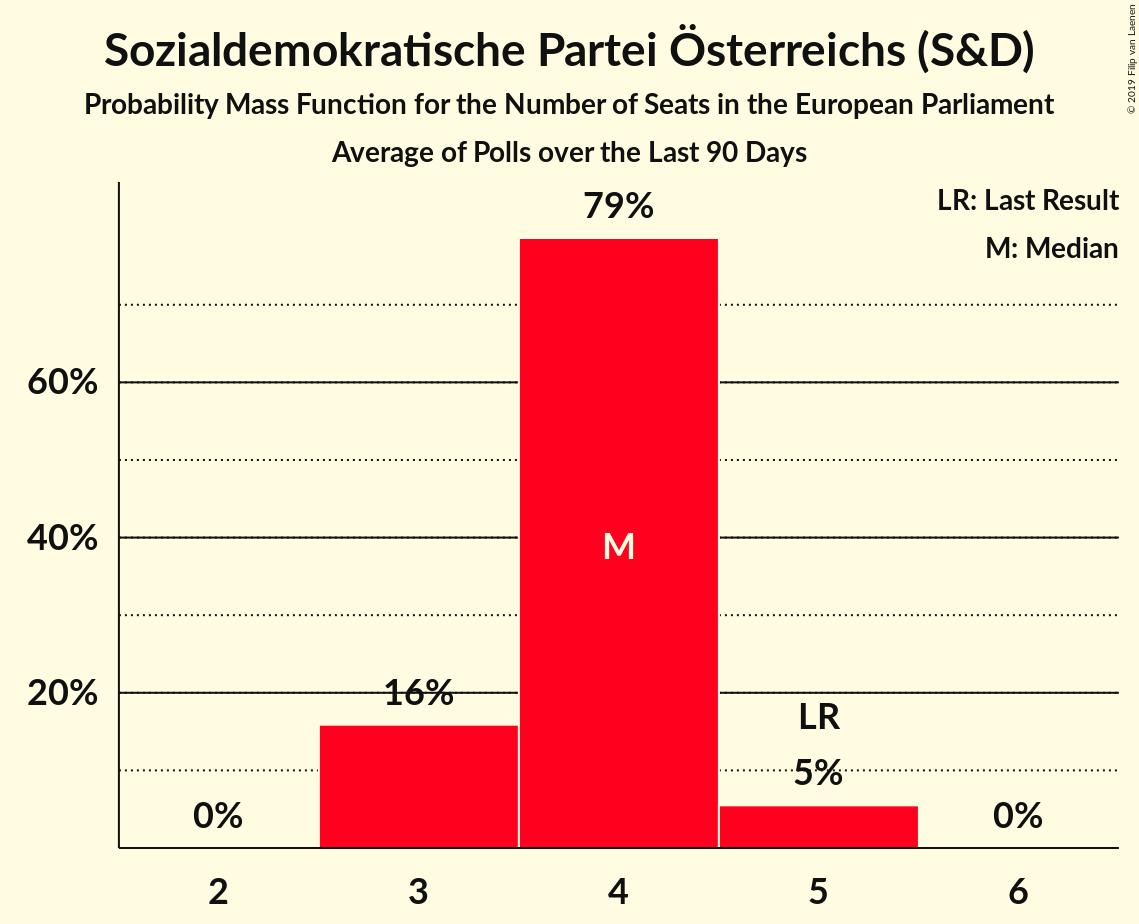 Sozialdemokratische Partei Österreichs (S&D)
Probability Mass Function for the Number of Seats in the European Parliament
Average of Polls over the Last 90 Days
© 2019 Filip van Laenen
LR: Last Result
M: Median
79%
60%
40%
20%
M
16%
LR
5%
0%
0%
2 3 4 5 6